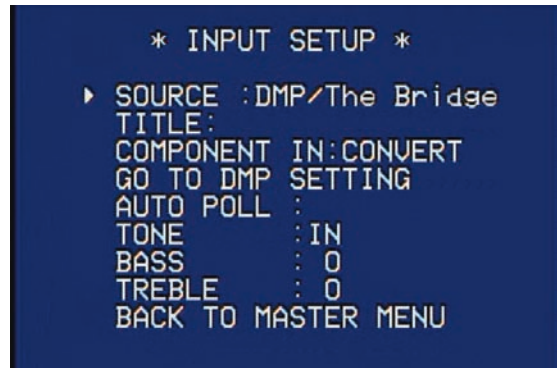 * INPUT SETUP *
SOURCE :DMP/The Bridge
TITLE:
COMPONENT IN:CONVERT
GO TO DMP SETTING
AUTO POLL :
TONE :IN
BASS : 0
TREBLE : 0
BACK TO MASTER MENU